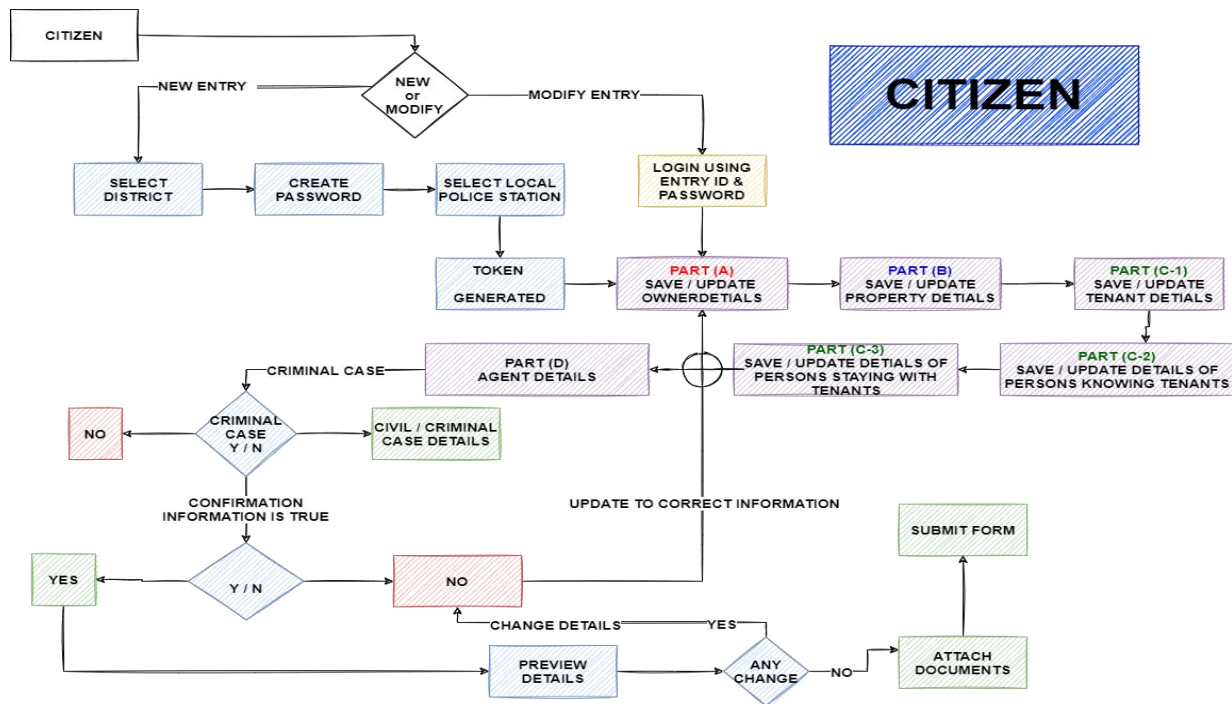 CITIZEN
CITIZEN
NEW
or
MODIFY
NEW ENTRY
MODIFY ENTRY
SELECT
DISTRICT
CREATE
PASSWORD
SELECT LOCAL
POLICE STATION
LOGIN USING
ENTRY ID &
PASSWORD
TOKEN
GENERATED
PART (A)
SAVE / UPDATE
OWNERDETIALS
PART (B)
SAVE / UPDATE
PROPERTY DETIALS
PART (C-1)
SAVE / UPDATE
TENANT DETIALS
PART (C-2)
SAVE / UPDATE DETAILS OF
PERSONS KNOWING TENANTS
PART (C-3)
SAVE / UPDATE DETIALS OF
PERSONS STAYING WITH
TENANTS
PART (D)
AGENT DETAILS
CRIMINAL CASE
NO
CRIMINAL
CASE
Y / N
CIVIL / CRIMINAL
CASE DETAILS
CONFIRMATION
INFORMATION IS TRUE
UPDATE TO CORRECT INFORMATION
YES
Y / N
NO
SUBMIT FORM
CHANGE DETAILS
YES
PREVIEW
DETAILS
ANY
CHANGE
NO
ATTACH
DOCUMENTS